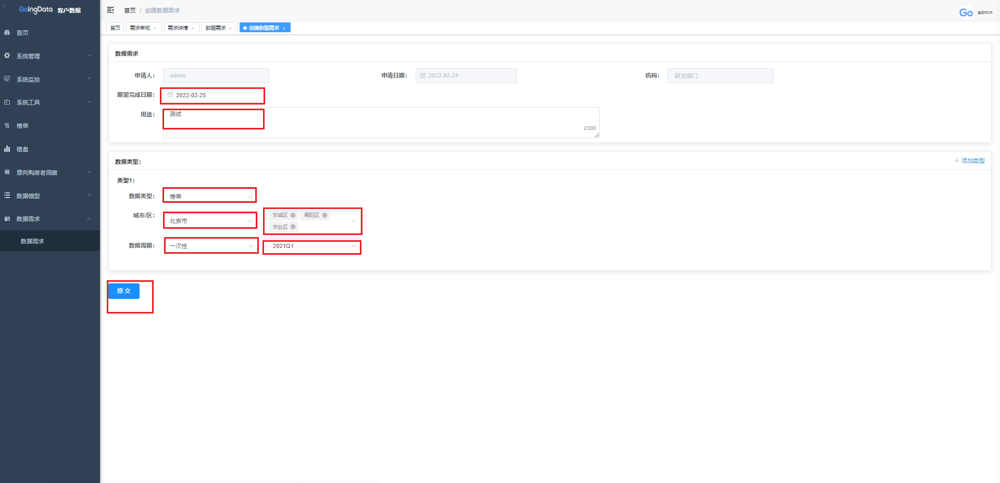 GoingData 客户数据
首页
系统管理
系统监控
系统工具
榜单
楼盘
意向购房者洞察
数据模型
数据需求
数据需求
首页 / 创建数据需求
Go admin
首页 需求审核 × 需求详情 × 数据需求 × 创建数据需求 ×
数据需求
申请人: admin 申请日期: 2022-02-24 机构: 研发部门
期望完成日期: 2022-02-25
用途: 测试
2/300
数据类型: + 添加类型
类型1:
数据类型: 榜单
城市/区: 北京市 东城区 朝阳区 丰台区
数据周期: 一次性 2021Q1
提 交